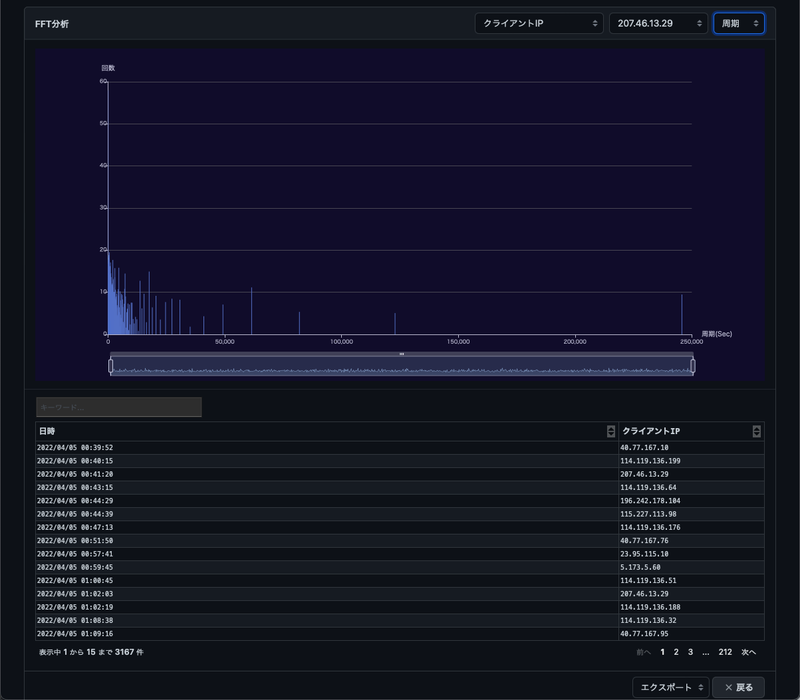 FFT分析 クライアントIP 207.46.13.29 周期
回数
60
50
40
30
20
10
0
0 50,000 100,000 150,000 200,000 250,000
周期(Sec)
キーワード...
日時 クライアントIP
2022/04/05 00:39:52 40.77.167.10
2022/04/05 00:40:15 114.119.136.199
2022/04/05 00:41:20 207.46.13.29
2022/04/05 00:43:15 114.119.136.64
2022/04/05 00:44:29 196.242.178.104
2022/04/05 00:44:39 115.227.113.98
2022/04/05 00:47:13 114.119.136.176
2022/04/05 00:51:50 40.77.167.76
2022/04/05 00:57:41 23.95.115.10
2022/04/05 00:59:45 5.173.5.60
2022/04/05 01:00:45 114.119.136.51
2022/04/05 01:02:03 207.46.13.29
2022/04/05 01:02:19 114.119.136.188
2022/04/05 01:08:38 114.119.136.32
2022/04/05 01:09:16 40.77.167.95
表示中 1 から 15 まで 3167 件 前へ 1 2 3 ... 212 次へ
エクスポート × 戻る